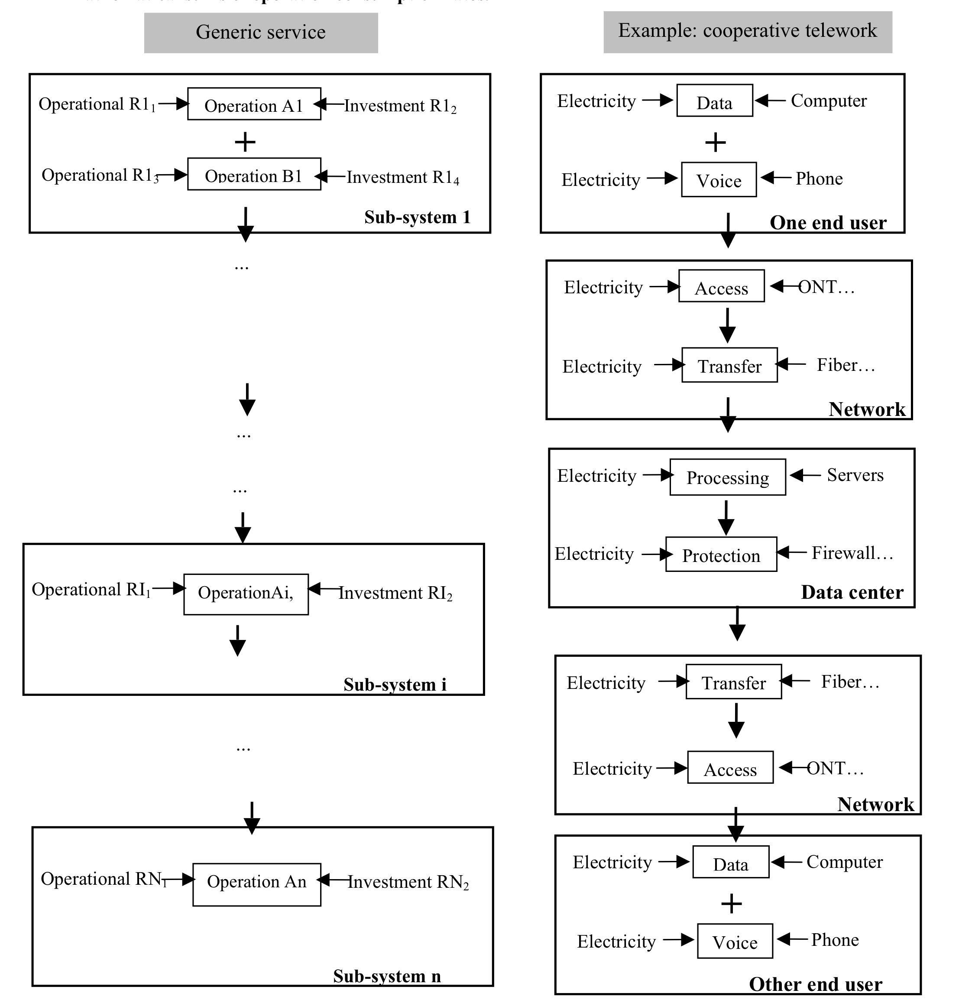 Generic service
Operational R1₁ Operation A1 Investment R1₂
+
Operational R1₃ Operation B1 Investment R1₄
Sub-system 1
...
...
...
Operational RI₁ OperationAi, Investment RI₂
Sub-system i
...
Operational RN₁ Operation An Investment RN₂
Sub-system n
Example: cooperative telework
Electricity Data Computer
+
Electricity Voice Phone
One end user
Electricity Access ONT…
Electricity Transfer Fiber…
Network
Electricity Processing Servers
Electricity Protection Firewall…
Data center
Electricity Transfer Fiber…
Electricity Access ONT…
Network
Electricity Data Computer
+
Electricity Voice Phone
Other end user